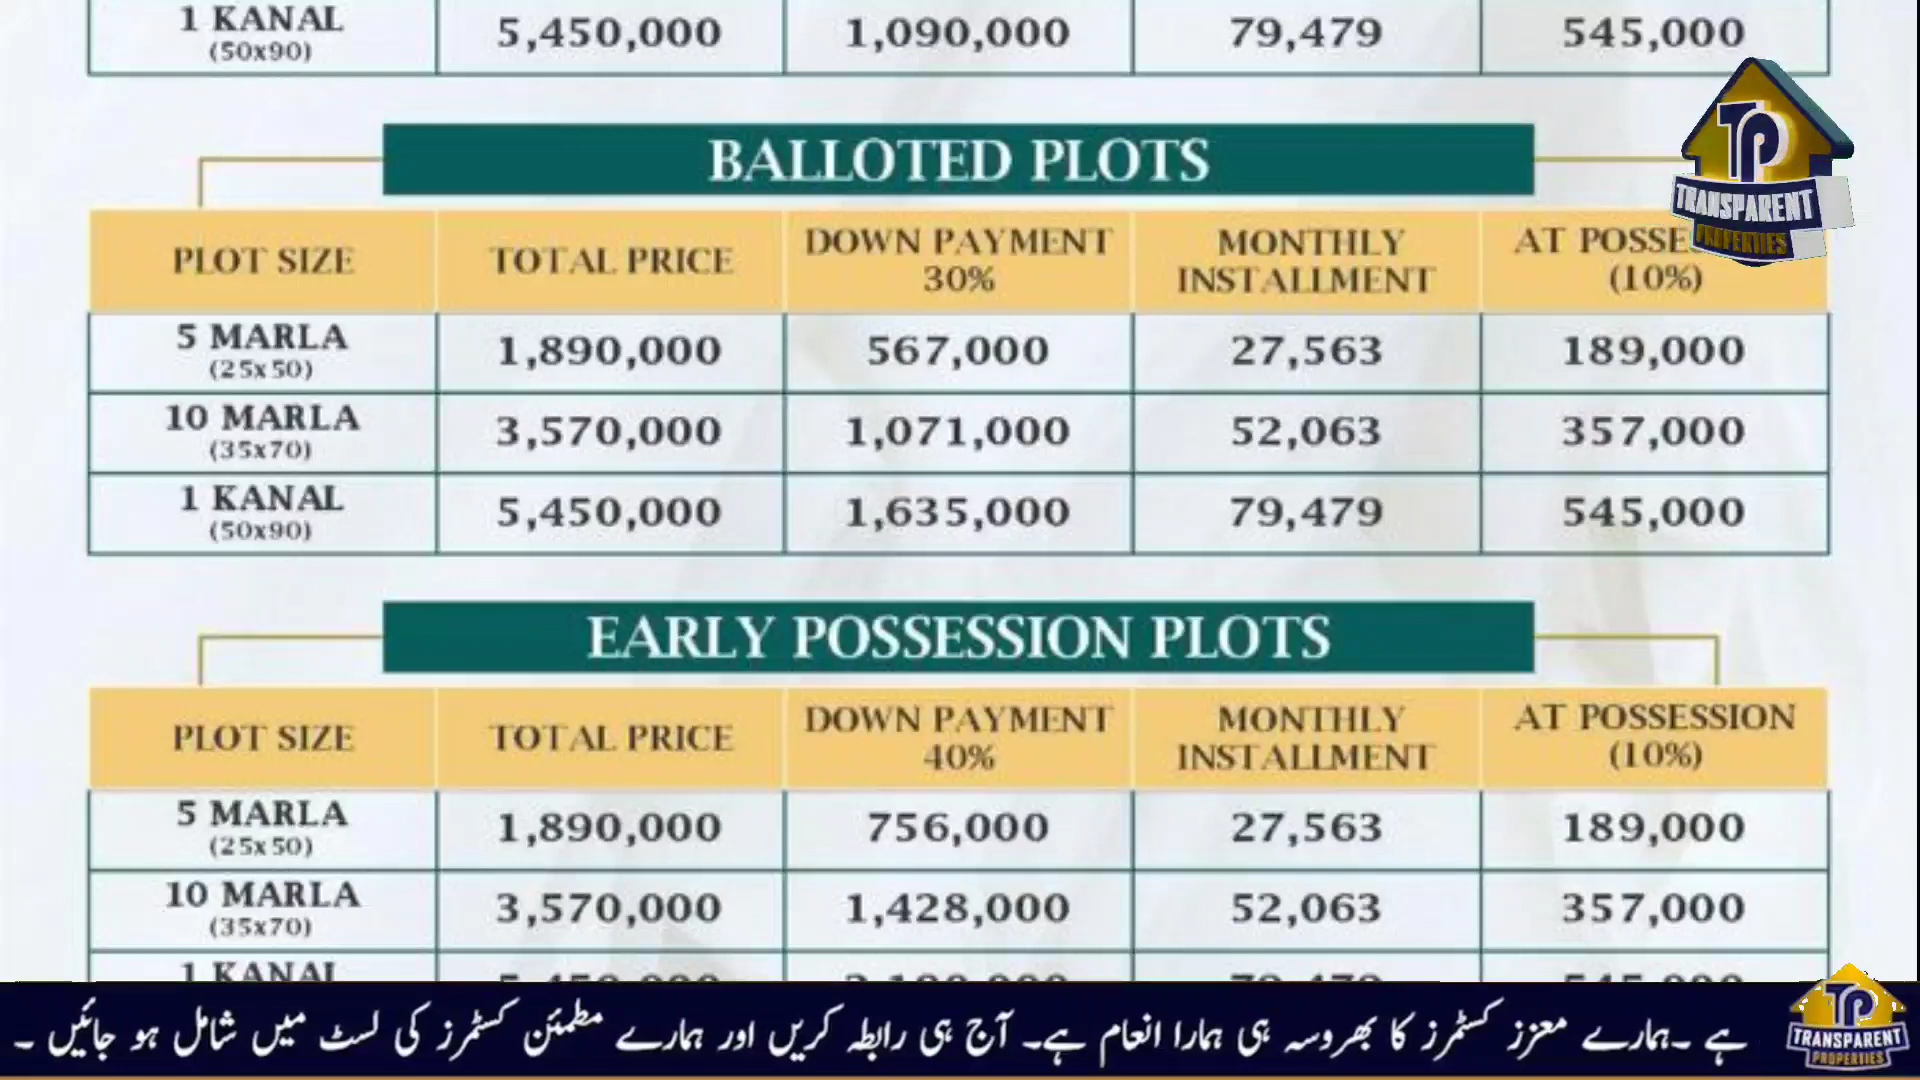 1 KANAL 5,450,000 1,090,000 79,479 545,000
(50x90)
BALLOTED PLOTS
TP
TRANSPARENT
PROPERTIES
PLOT SIZE TOTAL PRICE DOWN PAYMENT 30% MONTHLY INSTALLMENT AT (10%)
5 MARLA 1,890,000 567,000 27,563 189,000
(25x50)
10 MARLA 3,570,000 1,071,000 52,063 357,000
(35x70)
1 KANAL 5,450,000 1,635,000 79,479 545,000
(50x90)
EARLY POSSESSION PLOTS
PLOT SIZE TOTAL PRICE DOWN PAYMENT 40% MONTHLY INSTALLMENT AT POSSESSION (10%)
5 MARLA 1,890,000 756,000 27,563 189,000
(25x50)
10 MARLA 3,570,000 1,428,000 52,063 357,000
(35x70)
1 KANAL
ہے ۔ہمارے معزز کسٹمرز کا بھروسہ ہی ہمارا انعام ہے۔ آج ہی رابطہ کریں اور ہمارے مطمئن کسٹمرز کی لسٹ میں شامل ہو جائیں ۔
TP
TRANSPARENT
PROPERTIES